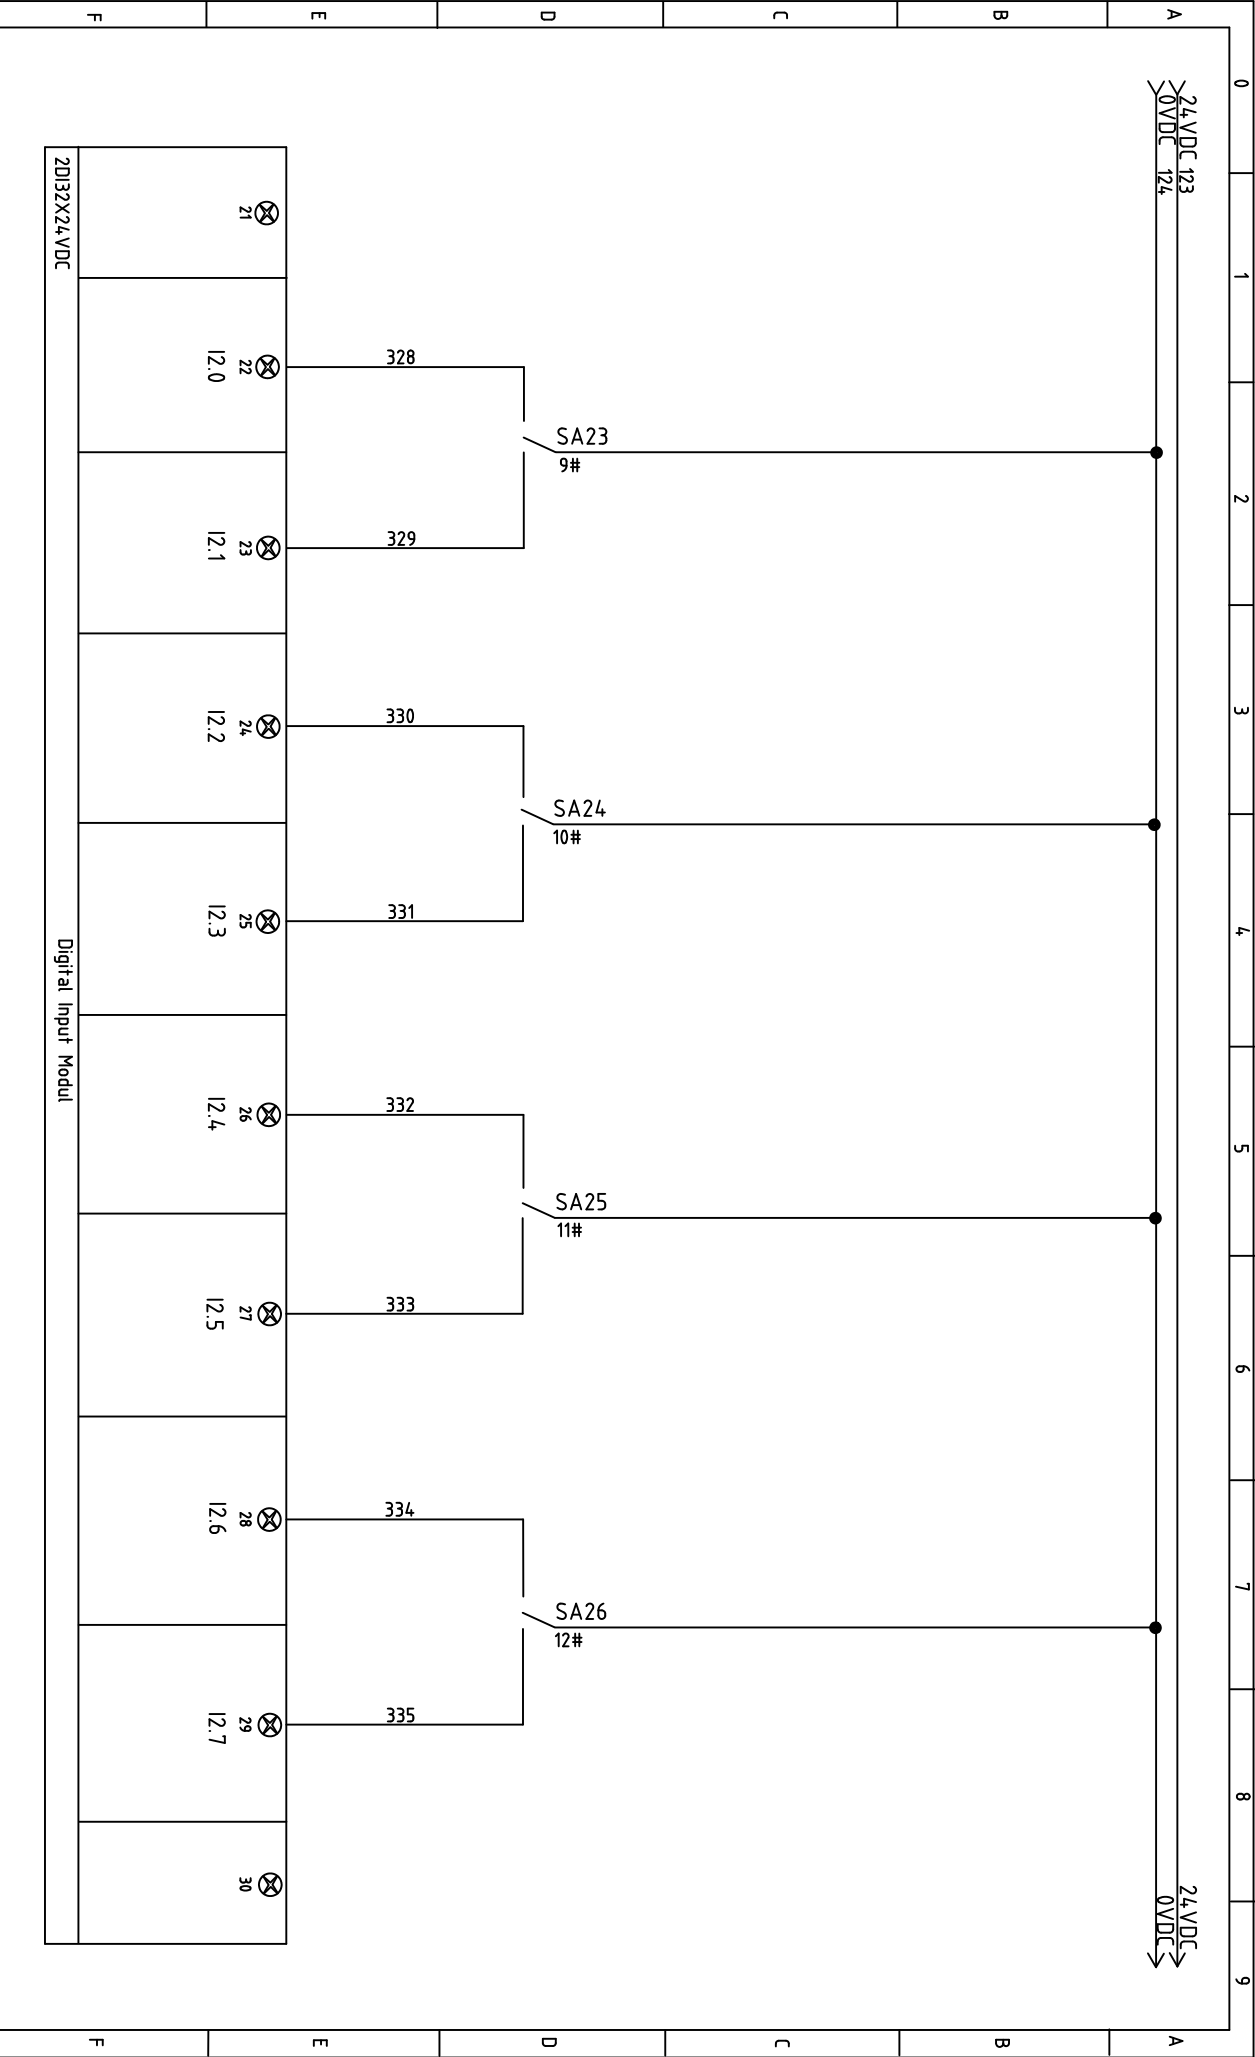 0 1 2 3 4 5 6 7 8 9
A B C D E F
24VDC 123
0VDC 124
24VDC
0VDC
SA23
9#
SA24
10#
SA25
11#
SA26
12#
328 329 330 331 332 333 334 335
21 22 23 24 25 26 27 28 29 30
I2.0 I2.1 I2.2 I2.3 I2.4 I2.5 I2.6 I2.7
2DI32X24VDC
Digital Input Modul
A B C D E F